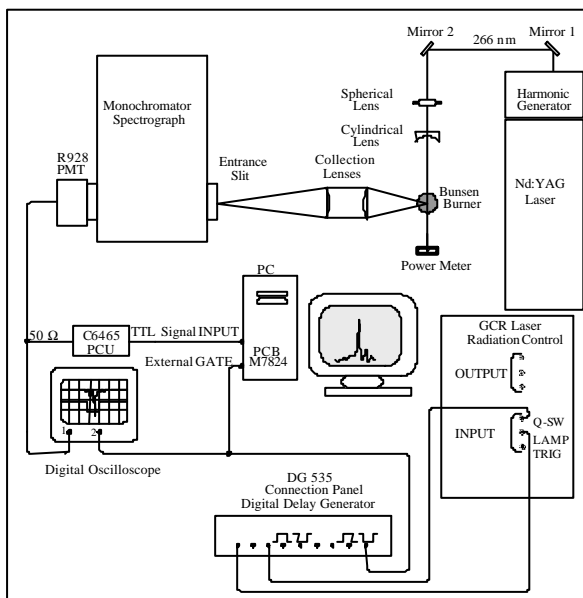 Mirror 2
266 nm
Mirror 1
Spherical
Lens
Harmonic
Generator
Monochromator
Spectrograph
Cylindrical
Lens
R928
PMT
Entrance
Slit
Collection
Lenses
Bunsen
Burner
Nd:YAG
Laser
Power Meter
PC
50 Ω
C6465
PCU
TTL Signal INPUT
External GATE
PCB
M7824
GCR Laser
Radiation Control
OUTPUT
INPUT
Q-SW
LAMP
TRIG
1
2
Digital Oscilloscope
DG 535
Connection Panel
Digital Delay Generator